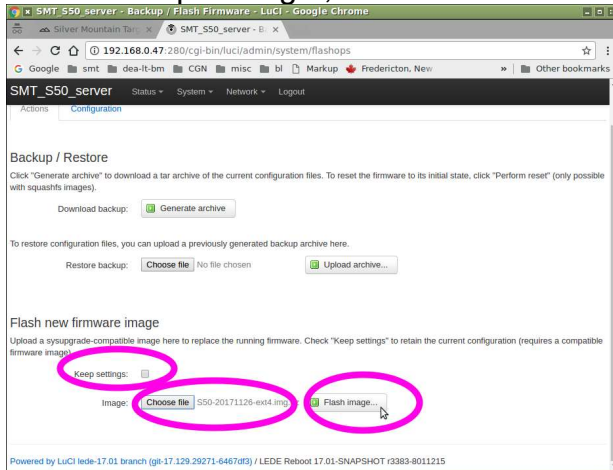 SMT_S50_server - Backup / Flash Firmware - LuCI - Google Chrome
Silver Mountain Tar
SMT_S50_server - Ba
192.168.0.47:280/cgi-bin/luci/admin/system/flashops
Google smt dea-lt-bm CGN misc bl Markup Fredericton, New » Other bookmarks
SMT_S50_server Status System Network Logout
Actions Configuration
Backup / Restore
Click "Generate archive" to download a tar archive of the current configuration files. To reset the firmware to its initial state, click "Perform reset" (only possible
with squashfs images).
Download backup: Generate archive
To restore configuration files, you can upload a previously generated backup archive here.
Restore backup: Choose file No file chosen Upload archive...
Flash new firmware image
Upload a sysupgrade-compatible image here to replace the running firmware. Check "Keep settings" to retain the current configuration (requires a compatible
firmware image).
Keep settings:
Image: Choose file S50-20171126-ext4.img. Flash image...
Powered by LuCI lede-17.01 branch (git-17.129.29271-6467df3) / LEDE Reboot 17.01-SNAPSHOT r3383-8011215